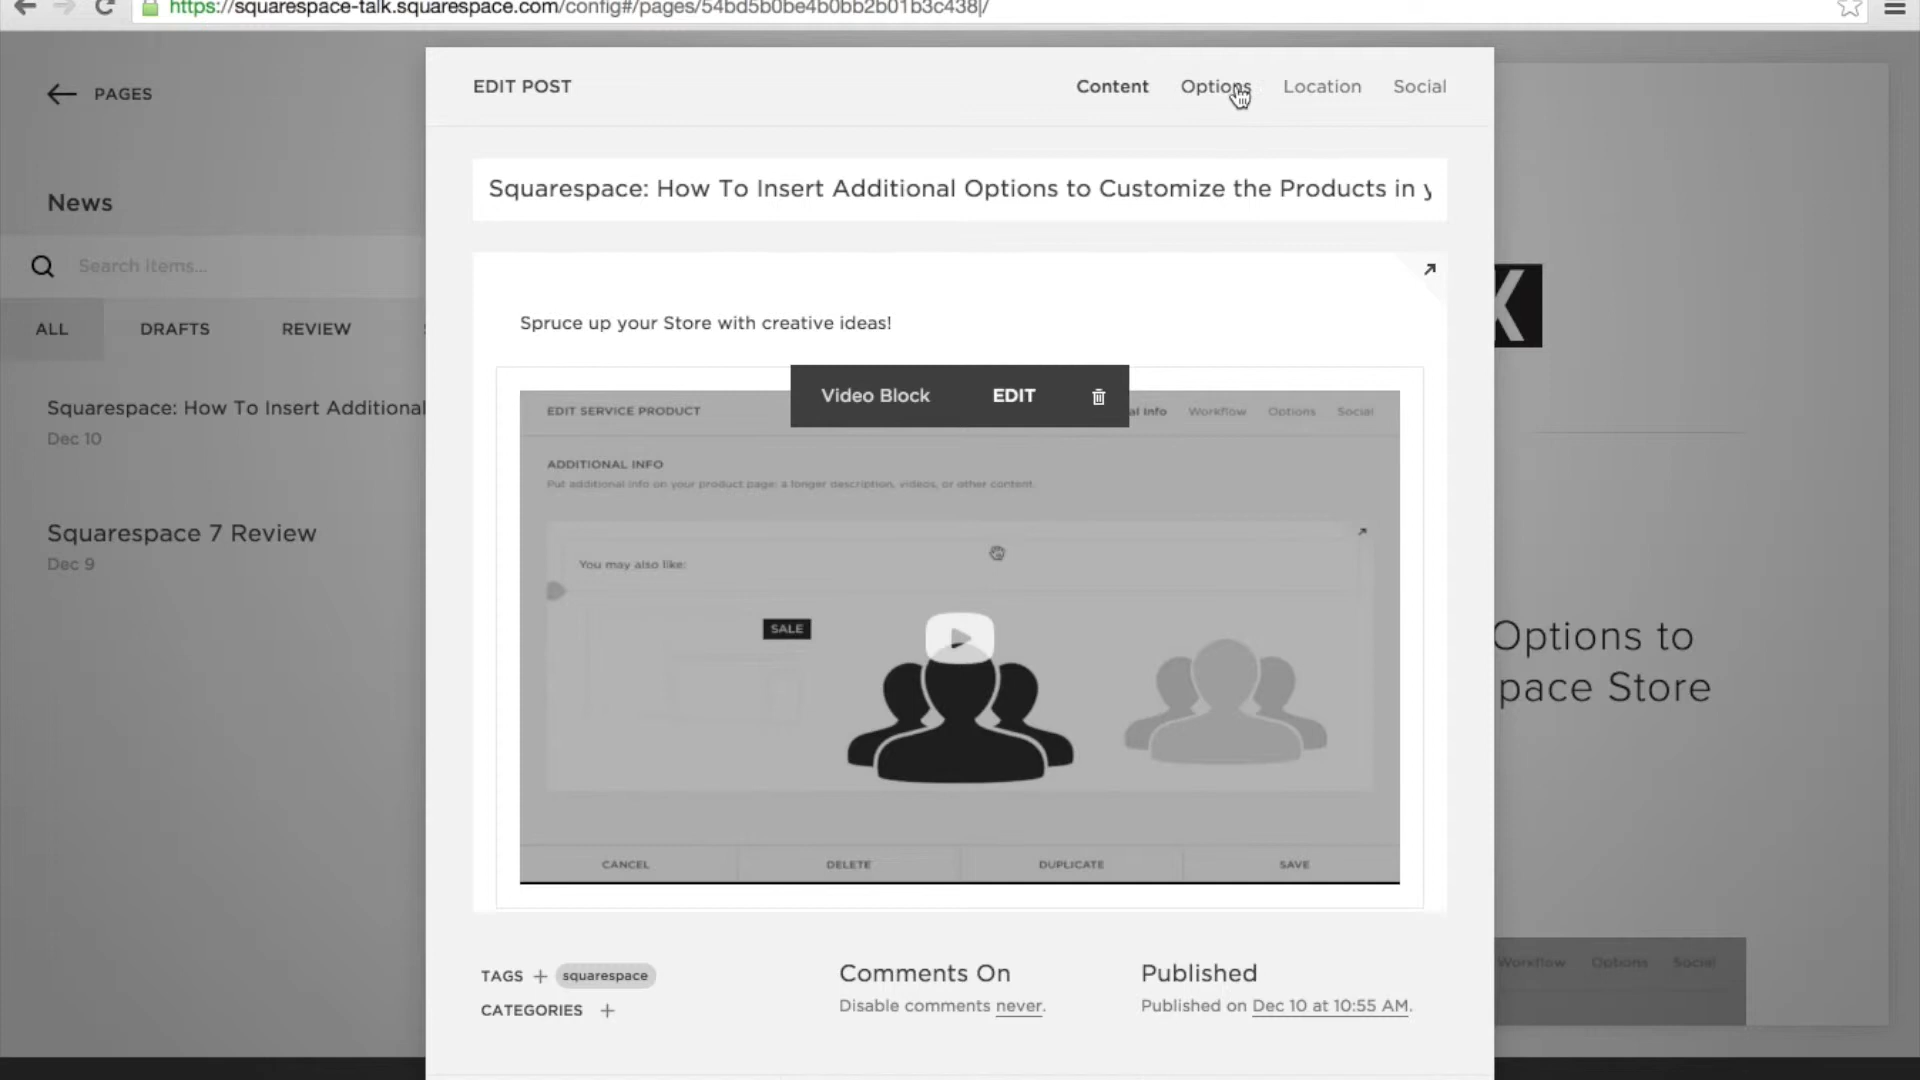 https://squarespace-talk.squarespace.com/config#/pages/54bd5b0be4b0bb2b01b3c438/
PAGES
News
Search items...
ALL DRAFTS REVIEW
Squarespace: How To Insert Additional
Dec 10
Squarespace 7 Review
Dec 9
EDIT POST
Content Options Location Social
Squarespace: How To Insert Additional Options to Customize the Products in y
Spruce up your Store with creative ideas!
Video Block EDIT
EDIT SERVICE PRODUCT
al Info Workflow Options Social
ADDITIONAL INFO
Put additional info on your product page: a longer description, videos, or other content.
You may also like:
SALE
CANCEL DELETE DUPLICATE SAVE
TAGS + squarespace
CATEGORIES +
Comments On
Disable comments never.
Published
Published on Dec 10 at 10:55 AM.
X
Options to
pace Store
Workflow Options Social